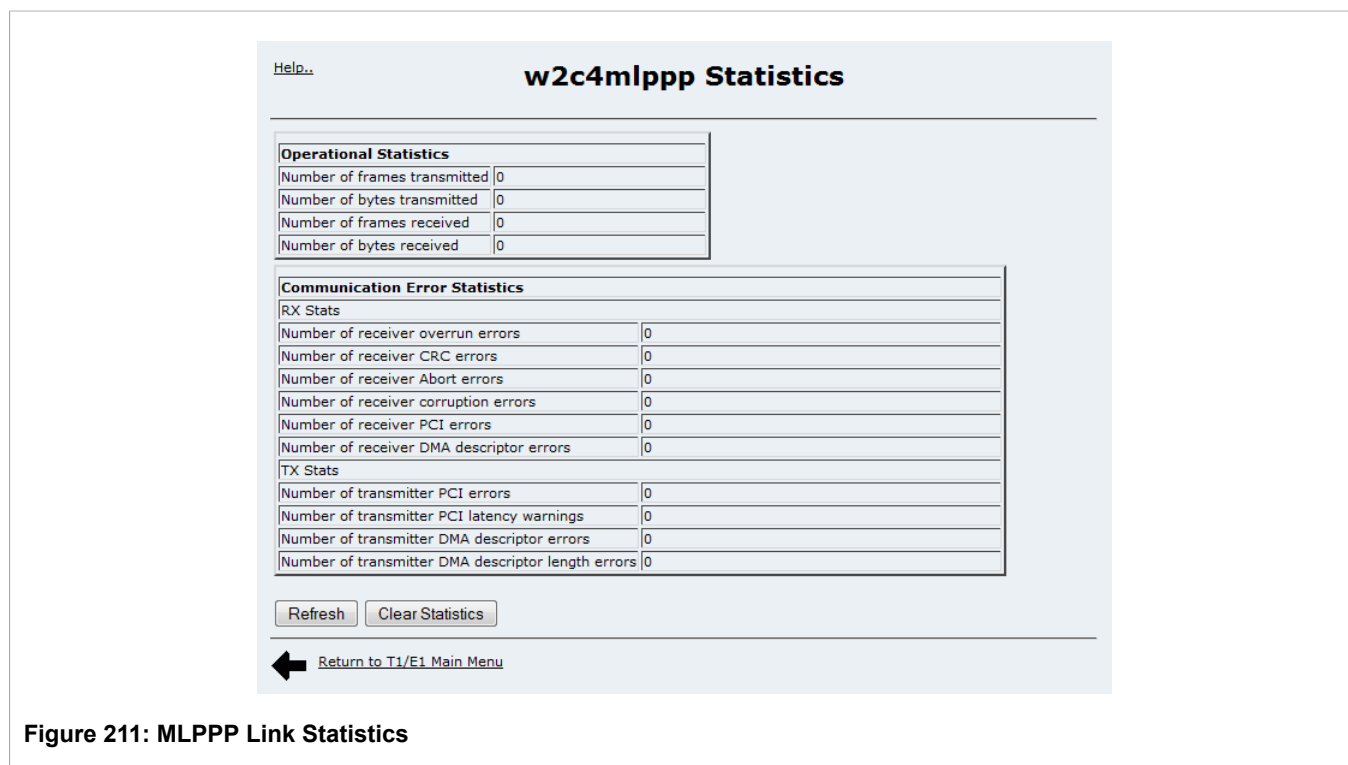 Help..
w2c4mlppp Statistics
Operational Statistics
Number of frames transmitted 0
Number of bytes transmitted 0
Number of frames received 0
Number of bytes received 0
Communication Error Statistics
RX Stats
Number of receiver overrun errors 0
Number of receiver CRC errors 0
Number of receiver Abort errors 0
Number of receiver corruption errors 0
Number of receiver PCI errors 0
Number of receiver DMA descriptor errors 0
TX Stats
Number of transmitter PCI errors 0
Number of transmitter PCI latency warnings 0
Number of transmitter DMA descriptor errors 0
Number of transmitter DMA descriptor length errors 0
Refresh Clear Statistics
Return to T1/E1 Main Menu
Figure 211: MLPPP Link Statistics